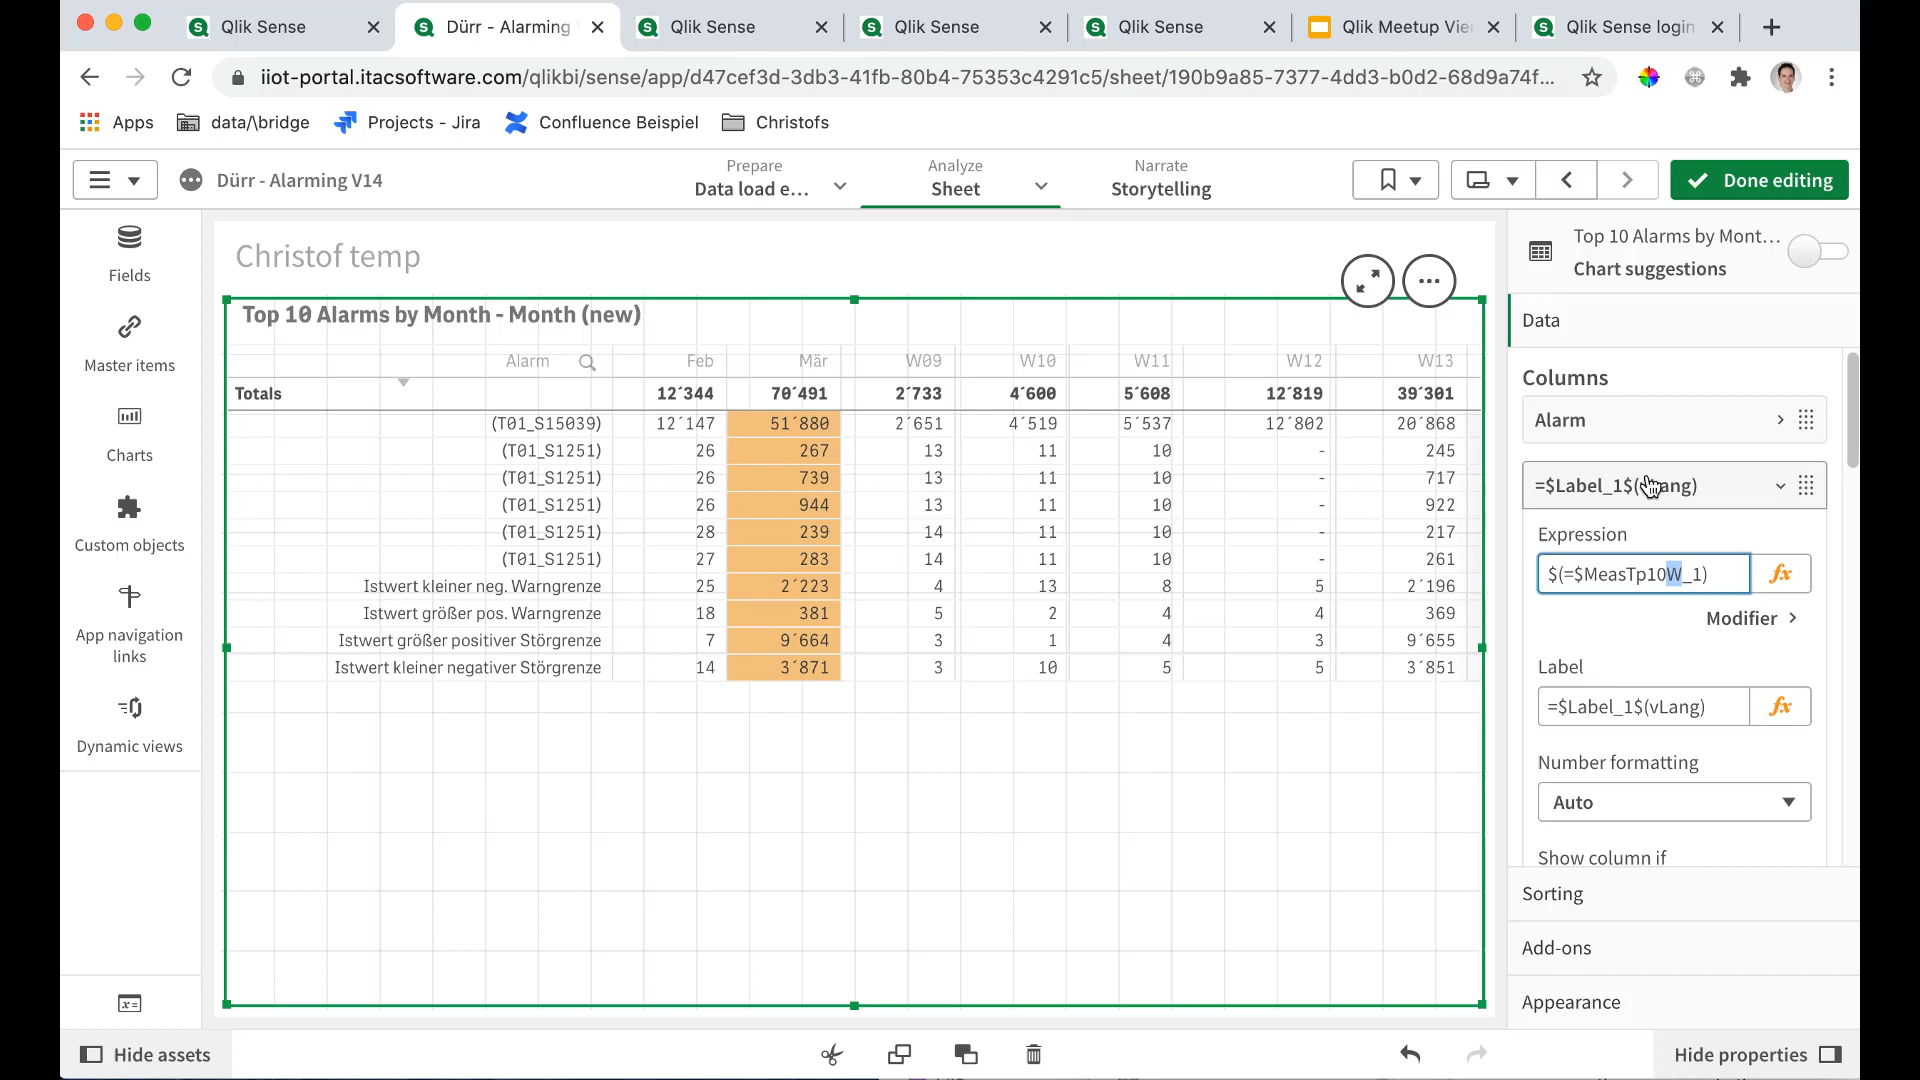 Qlik Sense
Dürr - Alarming
Qlik Sense
Qlik Sense
Qlik Sense
Qlik Meetup Vie
Qlik Sense login
iiot-portal.itacsoftware.com/qlikbi/sense/app/d47cef3d-3db3-41fb-80b4-75353c4291c5/sheet/190b9a85-7377-4dd3-b0d2-68d9a74f...
Apps
data/\bridge
Projects - Jira
Confluence Beispiel
Christofs
Dürr - Alarming V14
Prepare
Data load e...
Analyze
Sheet
Narrate
Storytelling
Done editing
Fields
Master items
Charts
Custom objects
App navigation
links
Dynamic views
Christof temp
Top 10 Alarms by Month - Month (new)
Alarm Feb Mär W09 W10 W11 W12 W13
Totals 12´344 70´491 2´733 4´600 5´608 12´819 39´301
(T01_S15039) 12´147 51´880 2´651 4´519 5´537 12´802 20´868
(T01_S1251) 26 267 13 11 10 - 245
(T01_S1251) 26 739 13 11 10 - 717
(T01_S1251) 26 944 13 11 10 - 922
(T01_S1251) 28 239 14 11 10 - 217
(T01_S1251) 27 283 14 11 10 - 261
Istwert kleiner neg. Warngrenze 25 2´223 4 13 8 5 2´196
Istwert größer pos. Warngrenze 18 381 5 2 4 4 369
Istwert größer positiver Störgrenze 7 9´664 3 1 4 3 9´655
Istwert kleiner negativer Störgrenze 14 3´871 3 10 5 5 3´851
Top 10 Alarms by Mont...
Chart suggestions
Data
Columns
Alarm
=$Label_1$(vLang)
Expression
$(=$MeasTp10W_1)
fx
Modifier
Label
=$Label_1$(vLang)
fx
Number formatting
Auto
Show column if
Sorting
Add-ons
Appearance
Hide assets
Hide properties